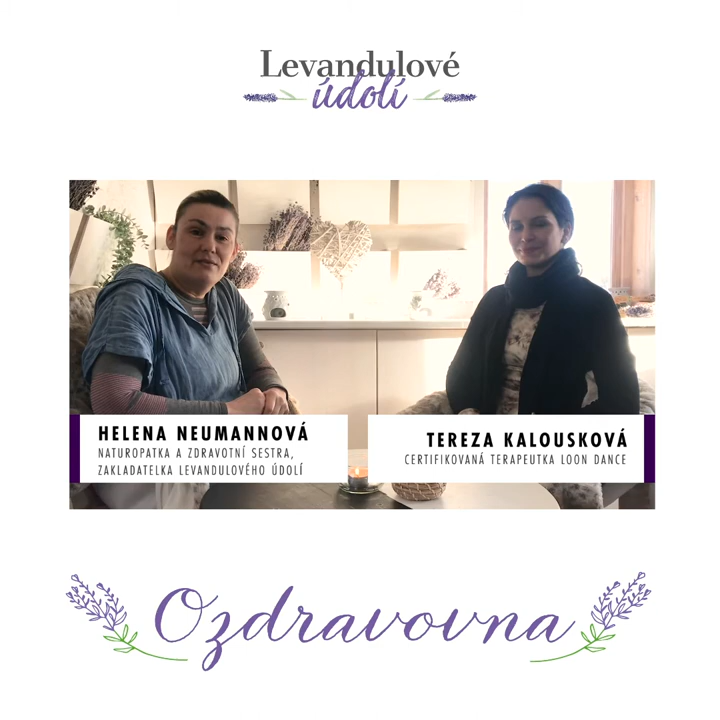 Levandulové
údolí
HELENA NEUMANNOVÁ
NATUROPATKA A ZDRAVOTNÍ SESTRA,
ZAKLADATELKA LEVANDULOVÉHO ÚDOLÍ
TEREZA KALOUSKOVÁ
CERTIFIKOVANÁ TERAPEUTKA LOON DANCE
Ozdravovna